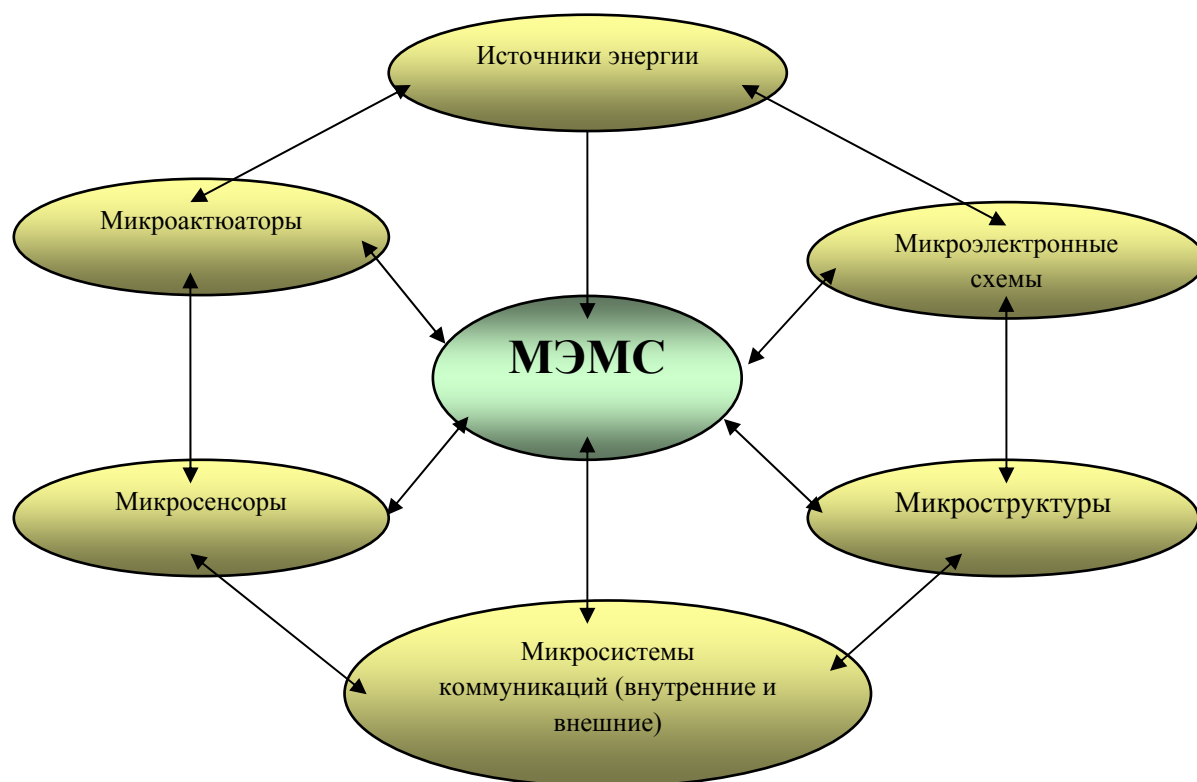 Источники энергии
Микроактюаторы
Микроэлектронные
схемы
МЭМС
Микросенсоры
Микроструктуры
Микросистемы
коммуникаций (внутренние и
внешние)